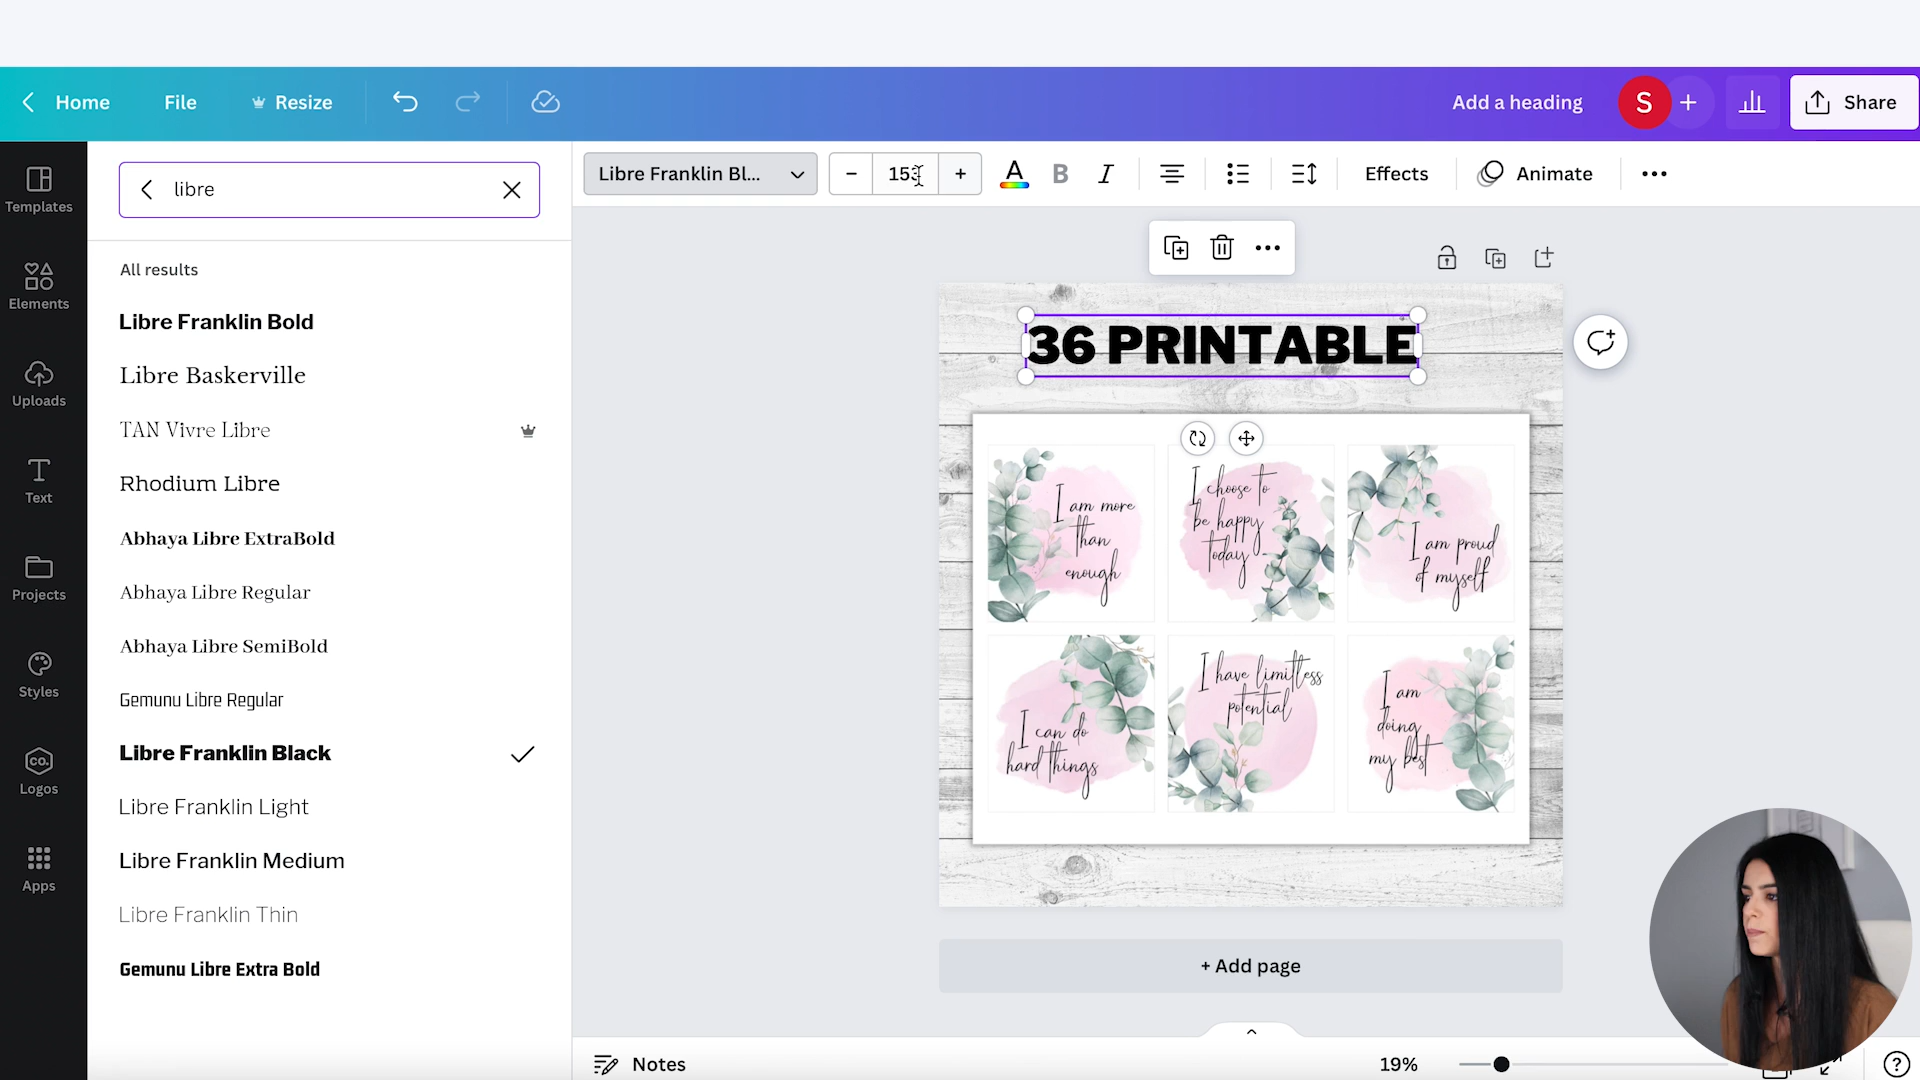 Home File Resize Add a heading S Share
libre
Libre Franklin Bl... Effects Animate
Templates
Elements
Uploads
Text
Projects
Styles
Logos
co.
Apps
All results
Libre Franklin Bold
Libre Baskerville
TAN Vivre Libre
Rhodium Libre
Abhaya Libre ExtraBold
Abhaya Libre Regular
Abhaya Libre SemiBold
Gemunu Libre Regular
Libre Franklin Black
Libre Franklin Light
Libre Franklin Medium
Libre Franklin Thin
Gemunu Libre Extra Bold
36 PRINTABLE
I am more
than
enough
I choose to
be happy
today
I am proud
of myself
I can do
hard things
I have limitless
potential
I am
doing
my best
+ Add page
Notes 19%